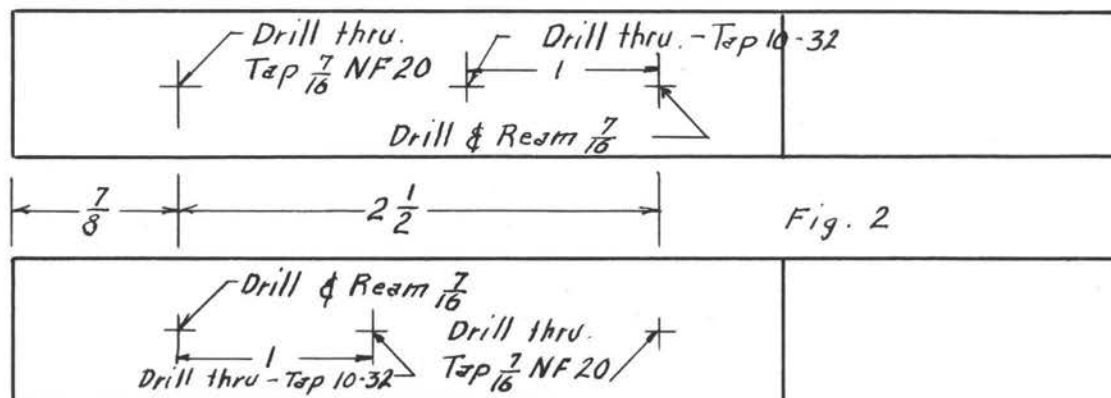 Drill thru.
Tap 7/16 NF 20
Drill thru. - Tap 10-32
1
Drill & Ream 7/16
7/8
2 1/2
Fig. 2
Drill & Ream 7/16
1
Drill thru - Tap 10-32
Drill thru.
Tap 7/16 NF 20